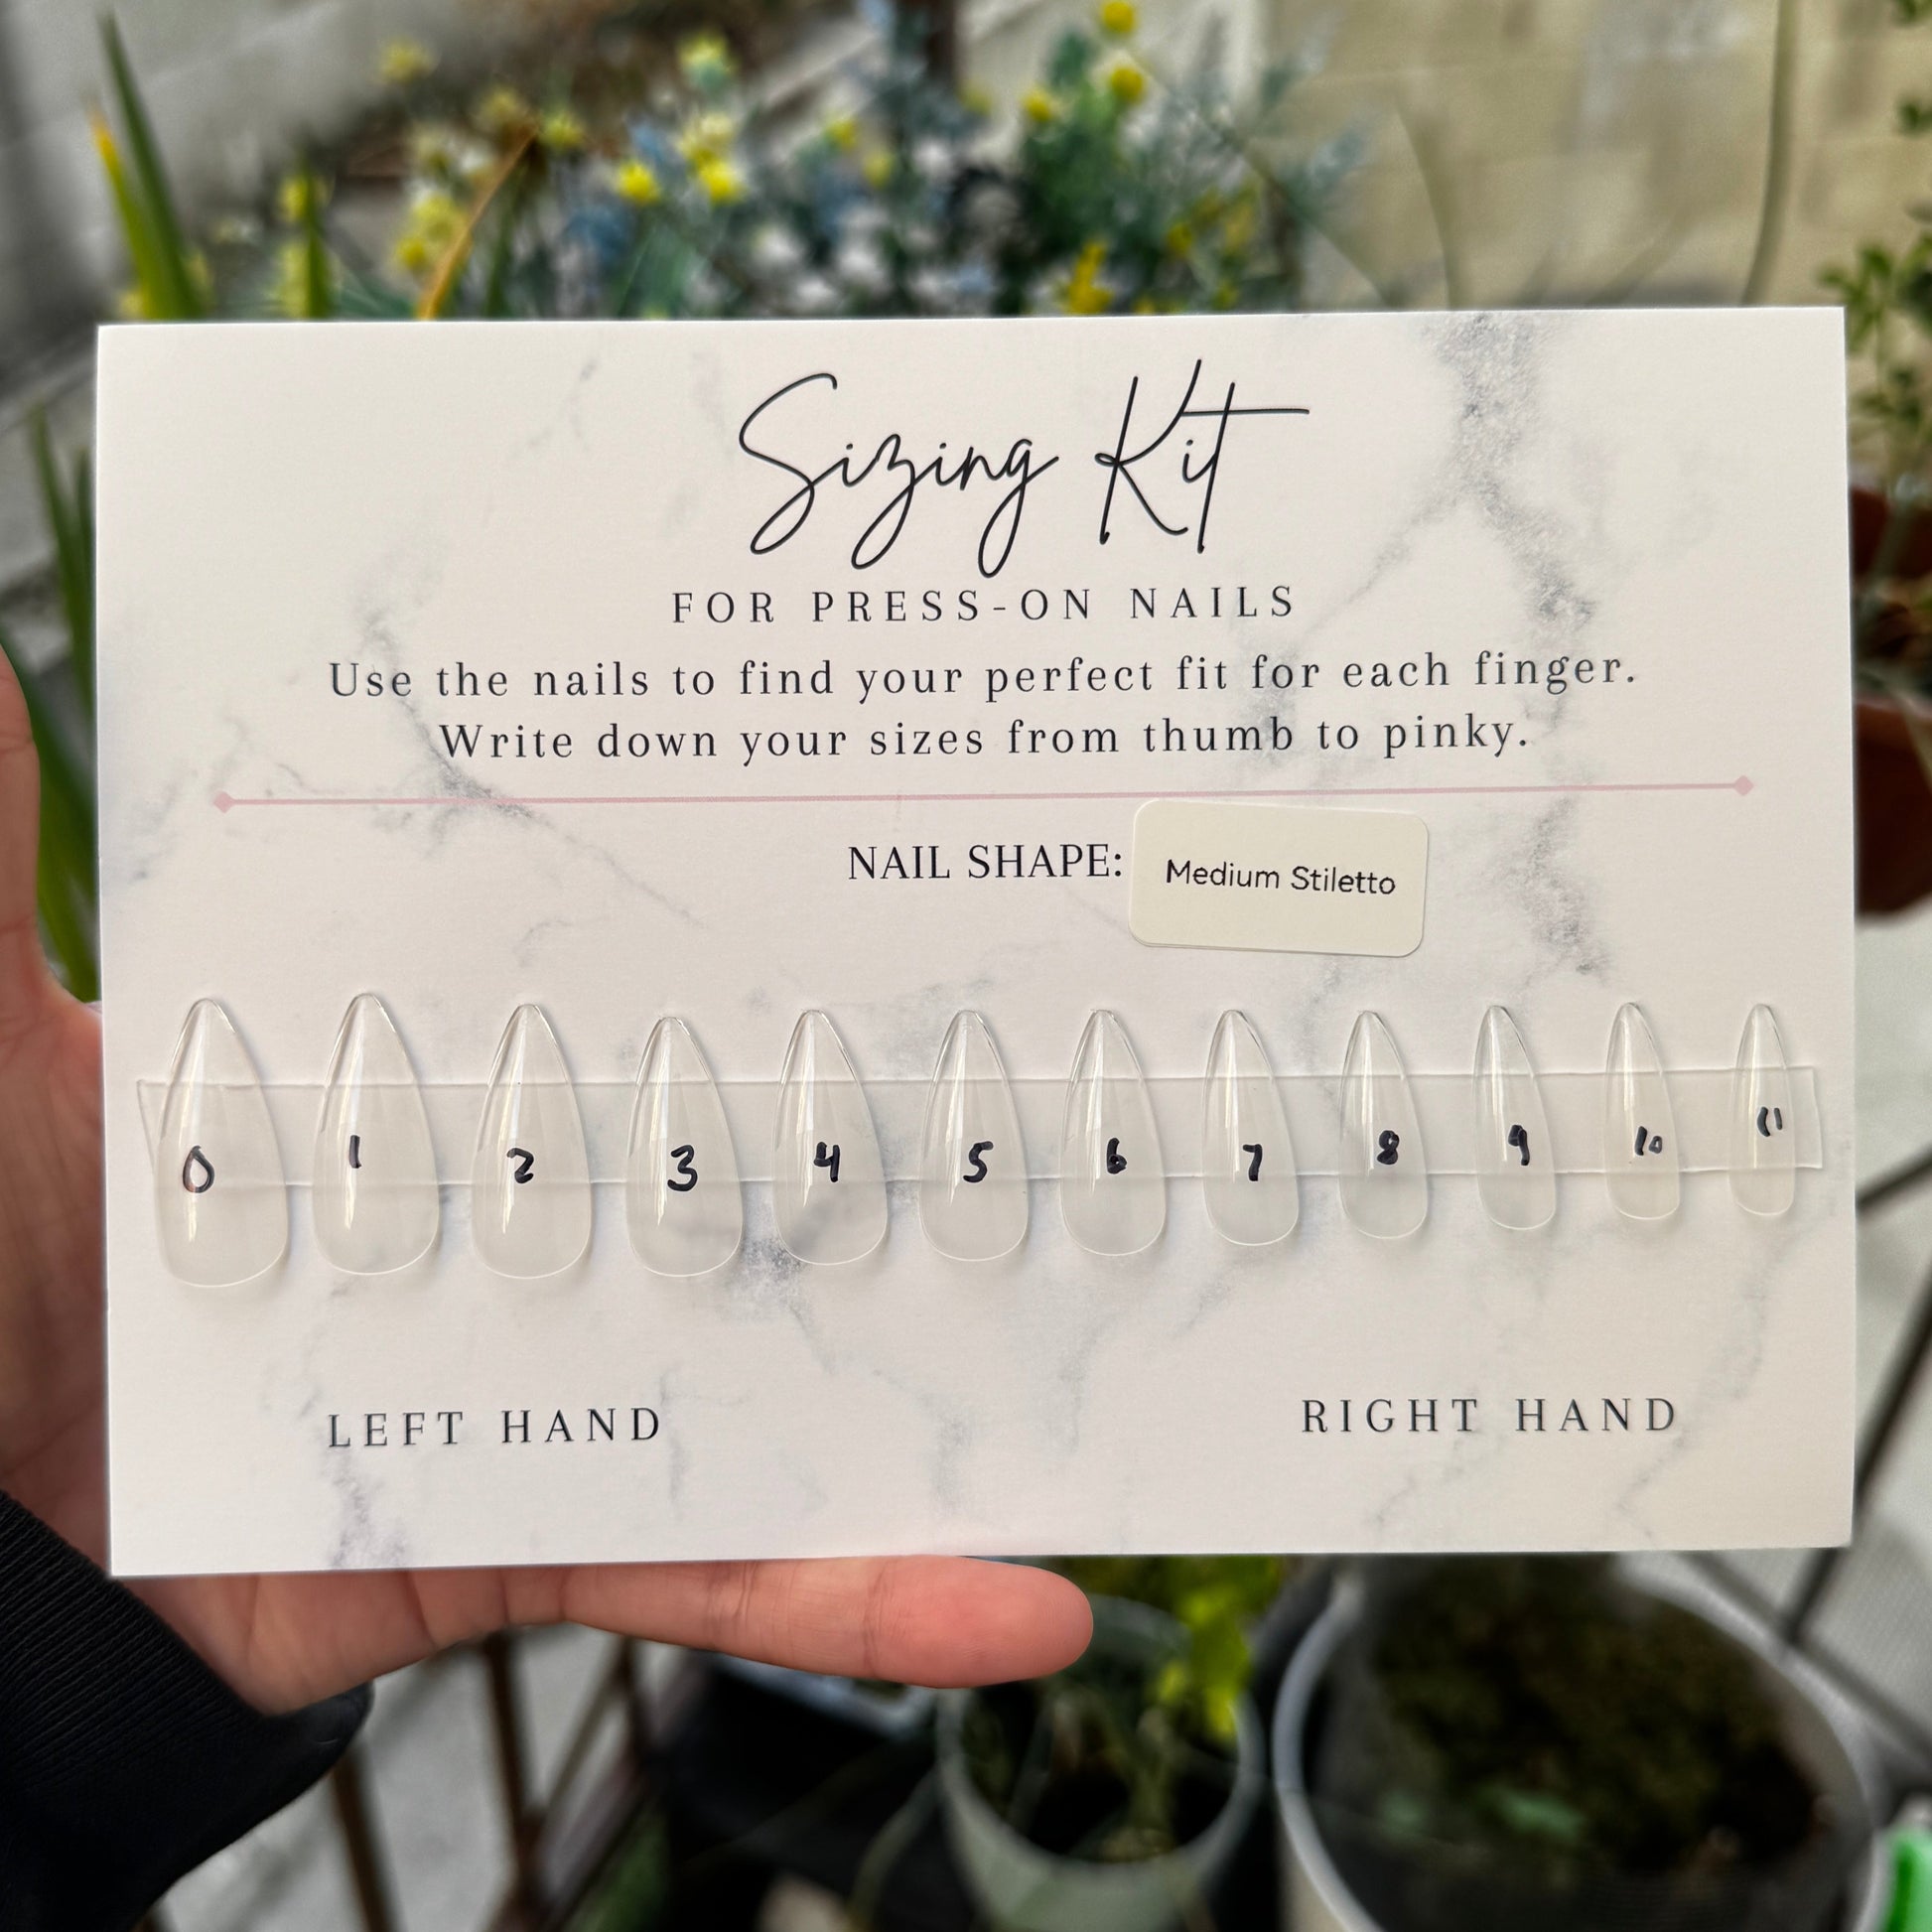 Sizing Kit
FOR PRESS-ON NAILS
Use the nails to find your perfect fit for each finger.
Write down your sizes from thumb to pinky.
NAIL SHAPE: Medium Stiletto
0 1 2 3 4 5 6 7 8 9 10 11
LEFT HAND RIGHT HAND